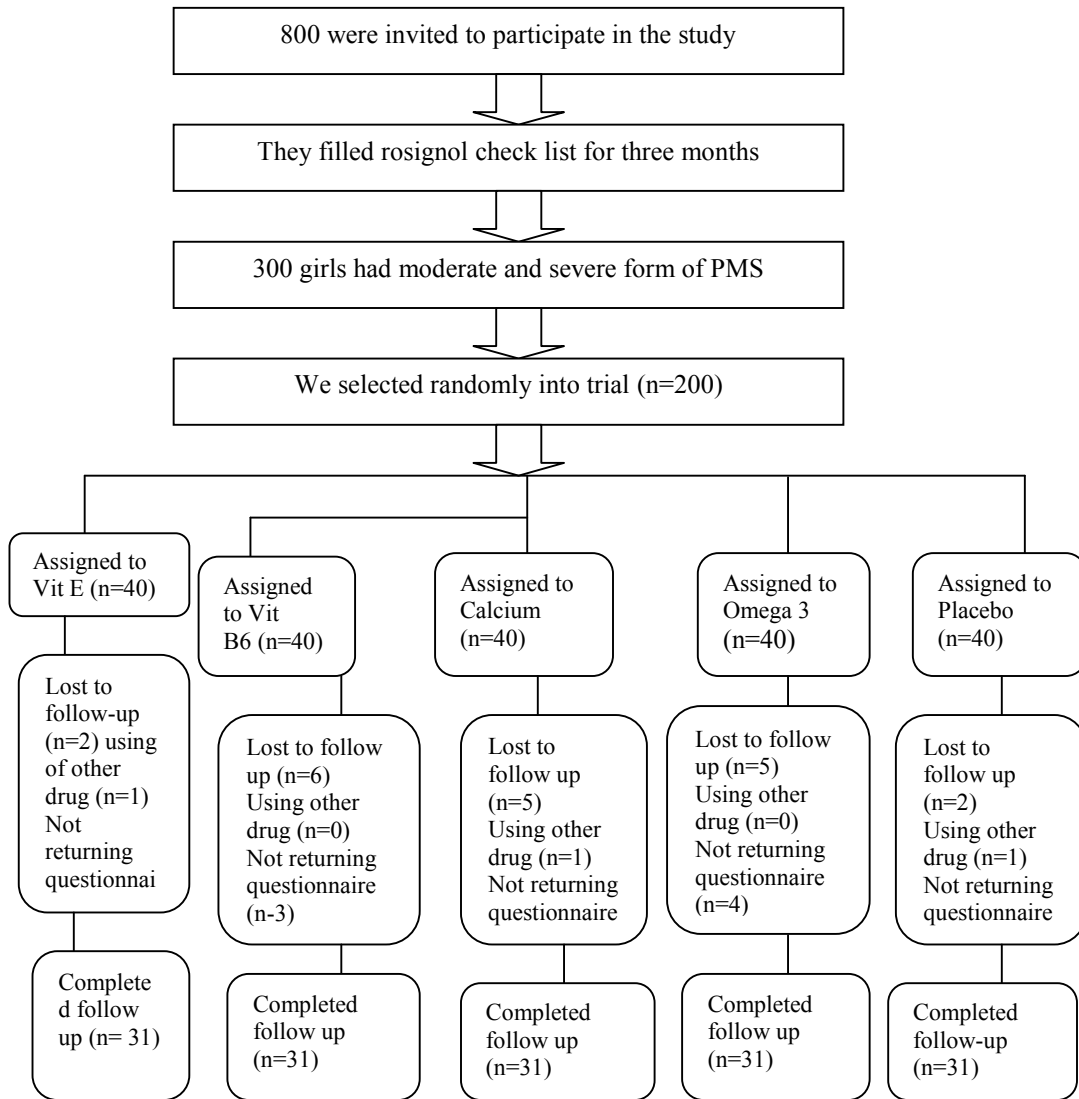 800 were invited to participate in the study
They filled rosignol check list for three months
300 girls had moderate and severe form of PMS
We selected randomly into trial (n=200)
Assigned to
Vit E (n=40)
Assigned
to Vit
B6 (n=40)
Assigned to
Calcium
(n=40)
Assigned to
Omega 3
(n=40)
Assigned to
Placebo
(n=40)
Lost to
follow-up
(n=2) using
of other
drug (n=1)
Not
returning
questionnai
Lost to follow
up (n=6)
Using other
drug (n=0)
Not returning
questionnaire
(n-3)
Lost to
follow up
(n=5)
Using other
drug (n=1)
Not returning
questionnaire
Lost to follow
up (n=5)
Using other
drug (n=0)
Not returning
questionnaire
(n=4)
Lost to
follow up
(n=2)
Using other
drug (n=1)
Not returning
questionnaire
Complete
d follow
up (n= 31)
Completed
follow up
(n=31)
Completed
follow up
(n=31)
Completed
follow up
(n=31)
Completed
follow-up
(n=31)